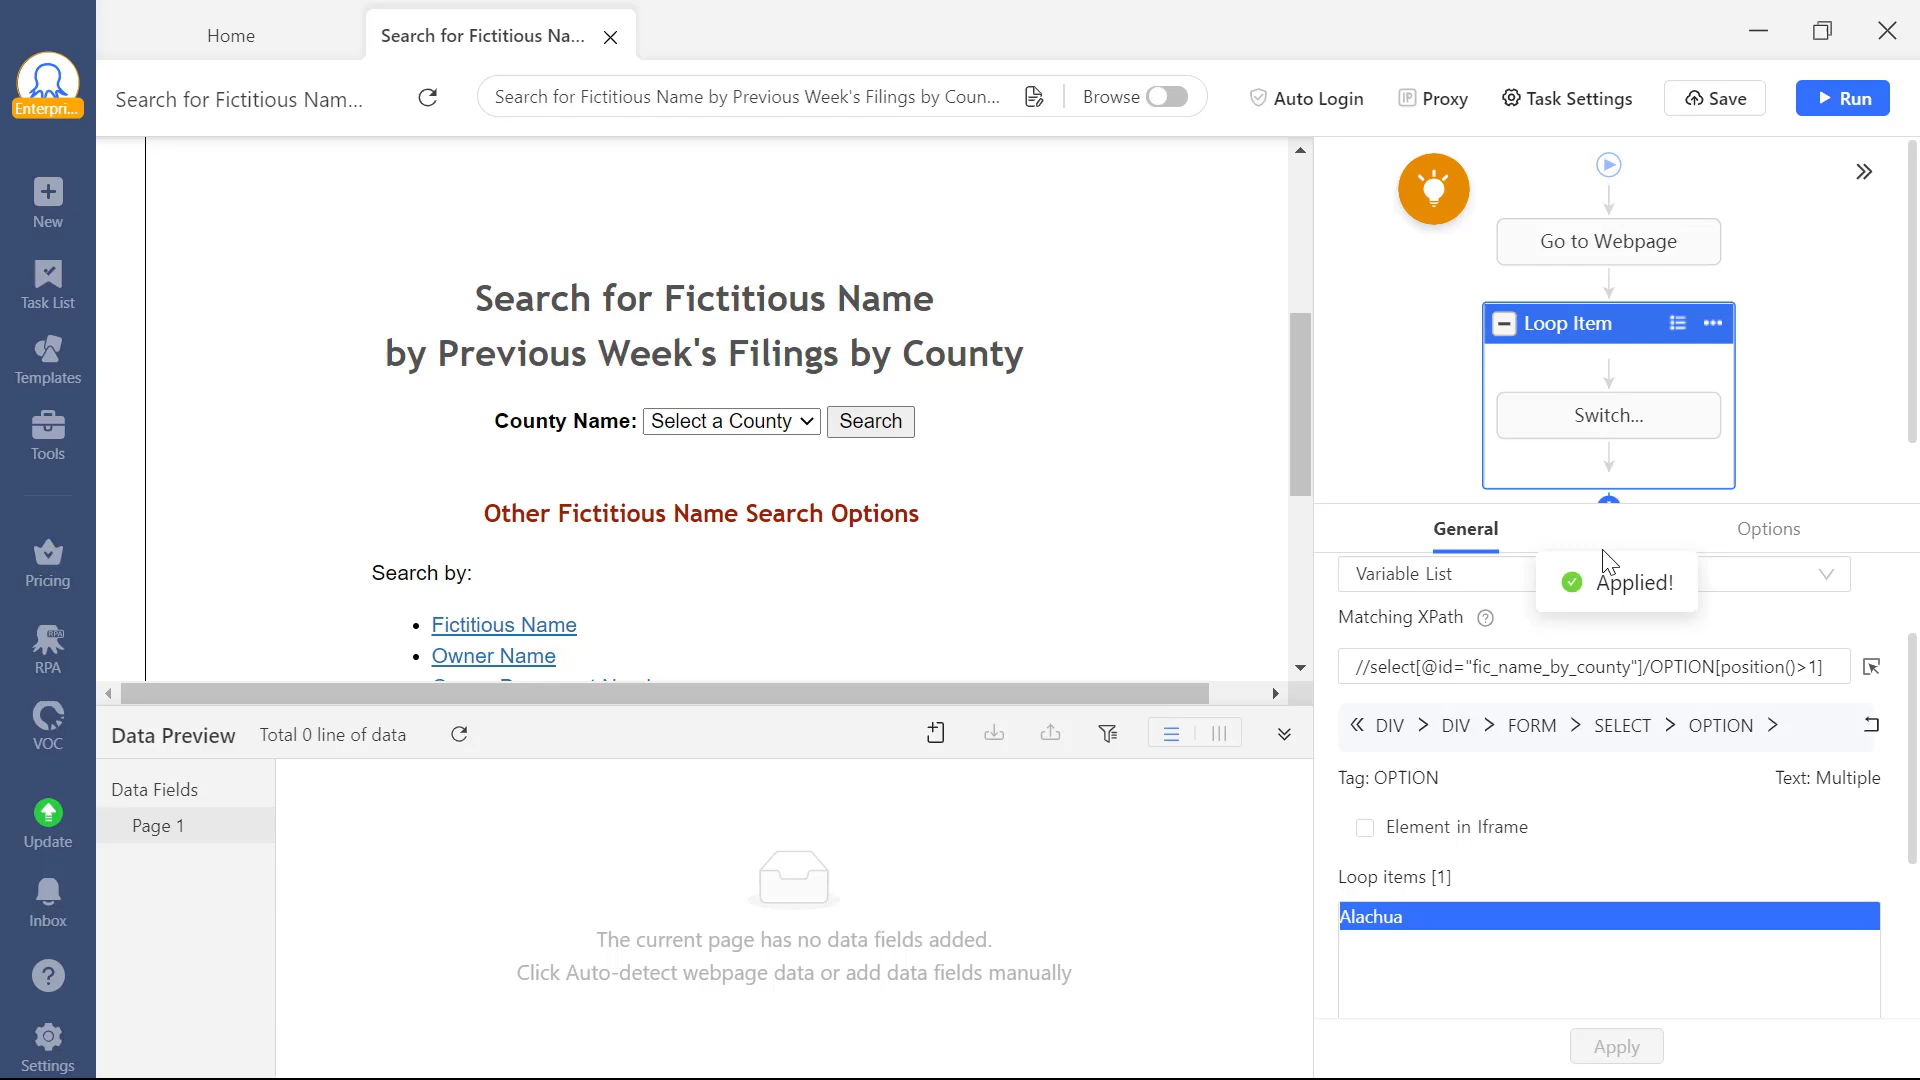 Home
Search for Fictitious Na...
Enterpri...
Search for Fictitious Nam...
Search for Fictitious Name by Previous Week's Filings by Coun...
Browse
Auto Login
IP Proxy
Task Settings
Save
Run
New
Task List
Templates
Tools
Pricing
RPA
VOC
Update
Inbox
Settings
Search for Fictitious Name
by Previous Week's Filings by County
County Name: Select a County Search
Other Fictitious Name Search Options
Search by:
• Fictitious Name
• Owner Name
Go to Webpage
Loop Item
Switch...
General
Options
Variable List
Applied!
Matching XPath ?
//select[@id="fic_name_by_county"]/OPTION[position()>1]
« DIV > DIV > FORM > SELECT > OPTION >
Tag: OPTION
Text: Multiple
Element in Iframe
Loop items [1]
Alachua
Apply
Data Preview Total 0 line of data
Data Fields
Page 1
The current page has no data fields added.
Click Auto-detect webpage data or add data fields manually